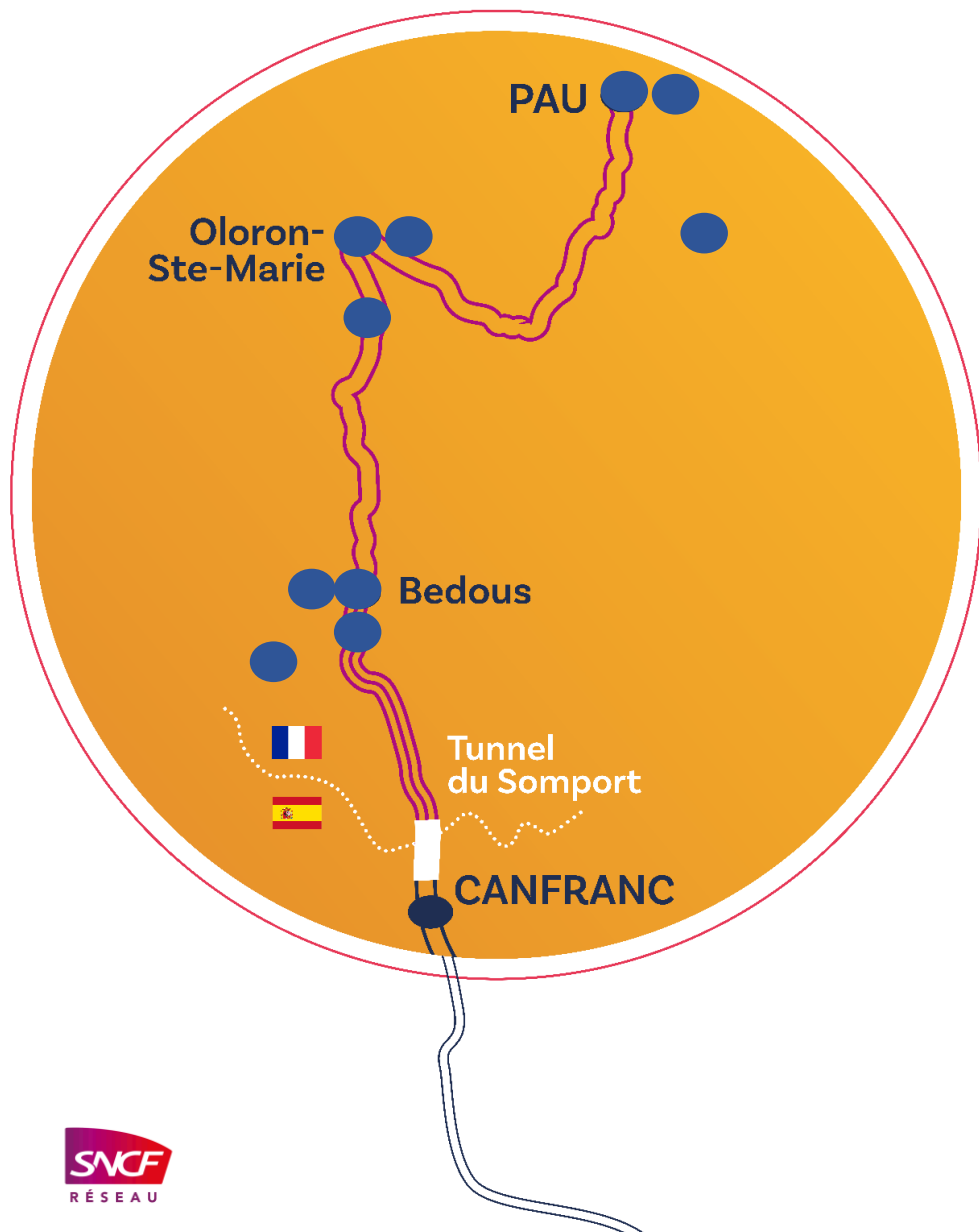 PAU
Oloron-
Ste-Marie
Bedous
Tunnel
du Somport
CANFRANC
SNCF
RÉSEAU